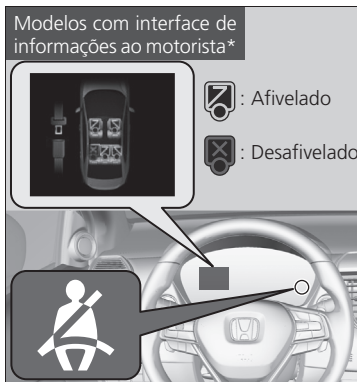 Modelos com interface de
informações ao motorista*
: Afivelado
: Desafivelado